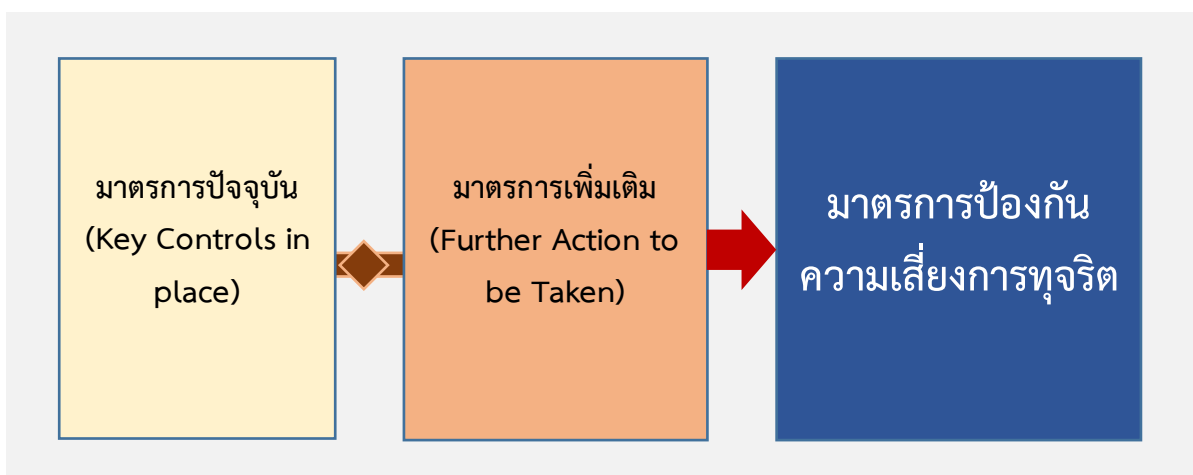 มาตรการปัจจุบัน
(Key Controls in
place)
มาตรการเพิ่มเติม
(Further Action to
be Taken)
มาตรการป้องกัน
ความเสี่ยงการทุจริต